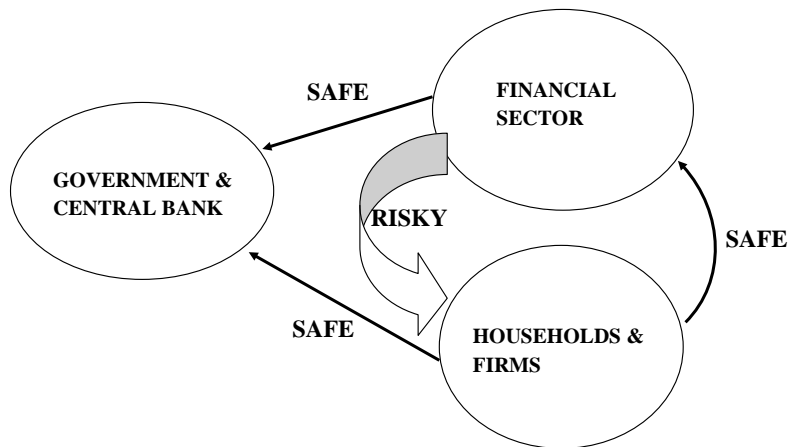 SAFE
FINANCIAL
SECTOR
GOVERNMENT &
CENTRAL BANK
RISKY
SAFE
SAFE
HOUSEHOLDS &
FIRMS